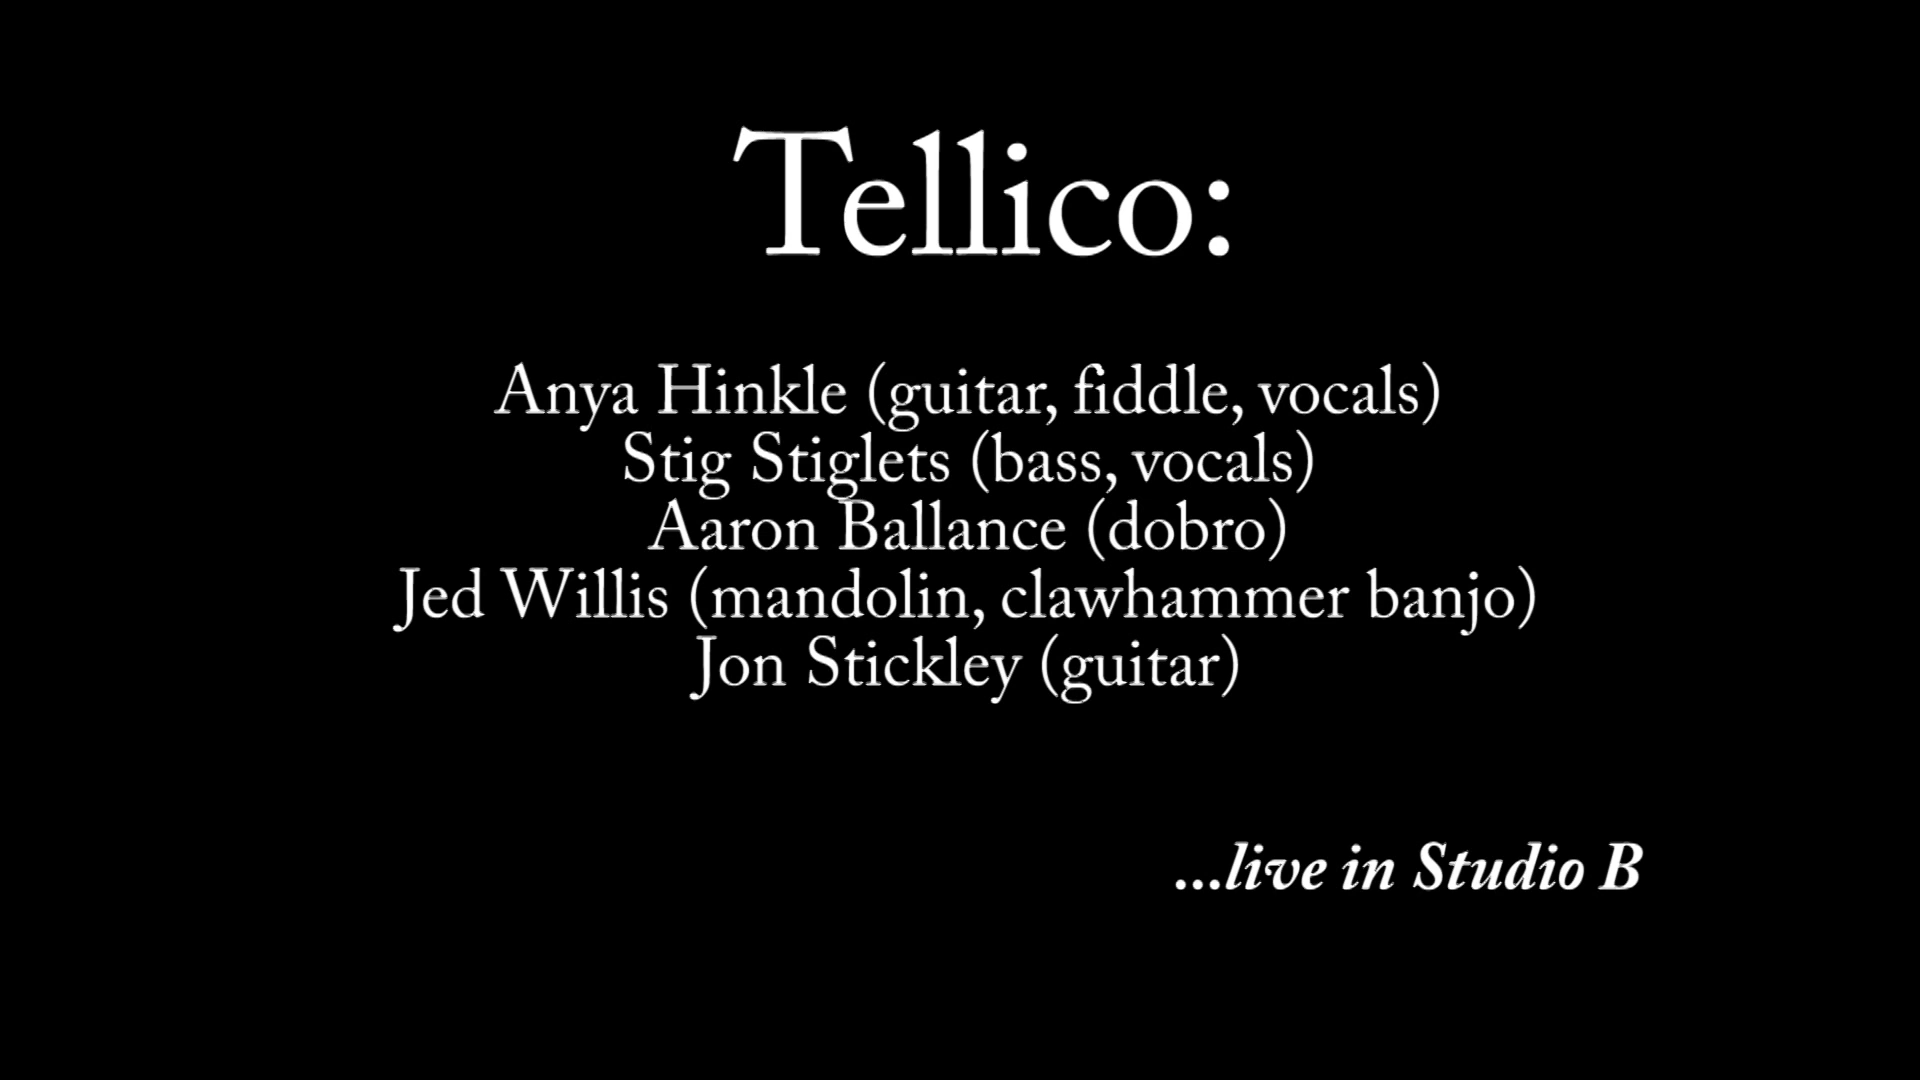 Tellico:
Anya Hinkle (guitar, fiddle, vocals)
Stig Stiglets (bass, vocals)
Aaron Ballance (dobro)
Jed Willis (mandolin, clawhammer banjo)
Jon Stickley (guitar)
...live in Studio B